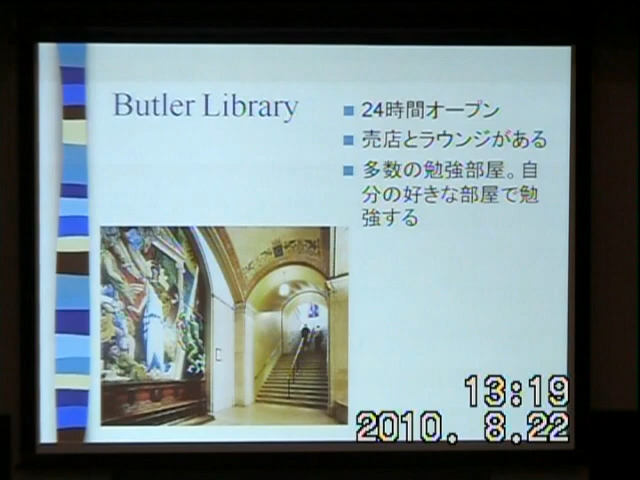 Butler Library
24時間オープン
売店とラウンジがある
多数の勉強部屋。自
分の好きな部屋で勉
強する
13:19
2010. 8.22